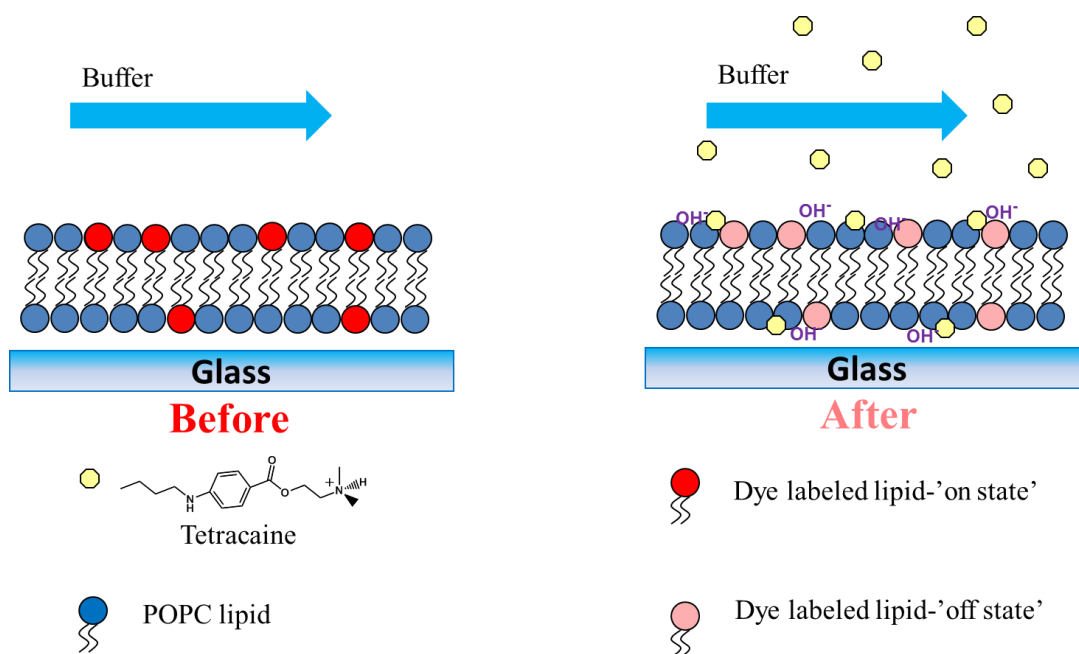 Buffer
Buffer
OH-
OH-
OH-
OH-
OH
OH-
Glass
Glass
Before
After
O
O
N
H
N
+
H
Tetracaine
Dye labeled lipid-’on state’
POPC lipid
Dye labeled lipid-’off state’